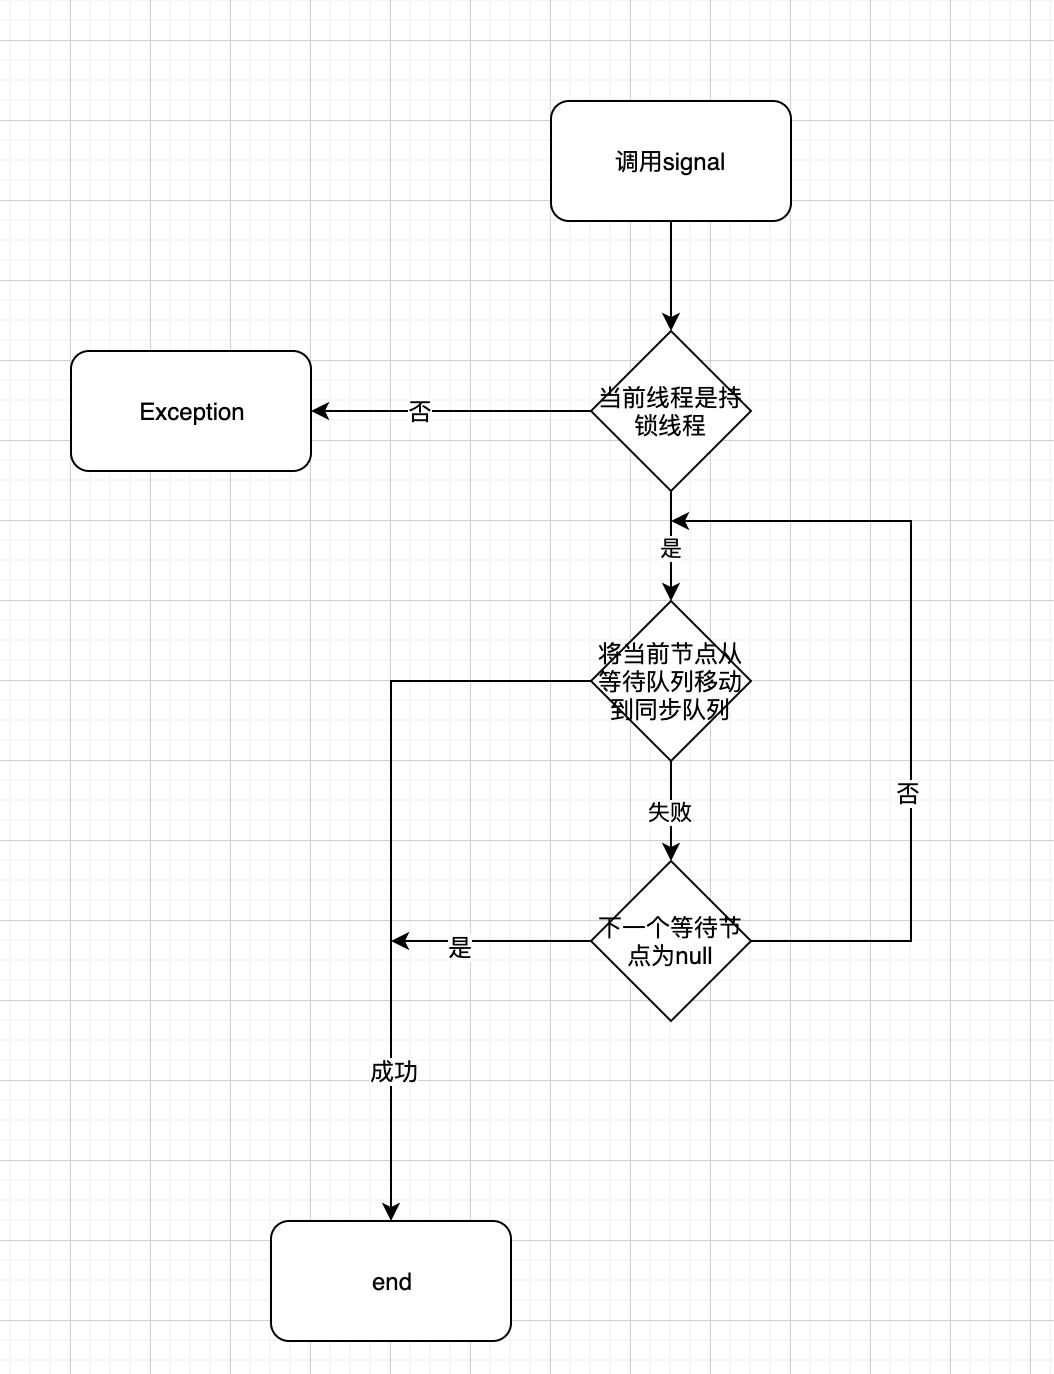 调用signal
当前线程是持
锁线程
否
Exception
是
将当前节点从
等待队列移动
到同步队列
失败
否
下一个等待节
点为null
是
成功
end